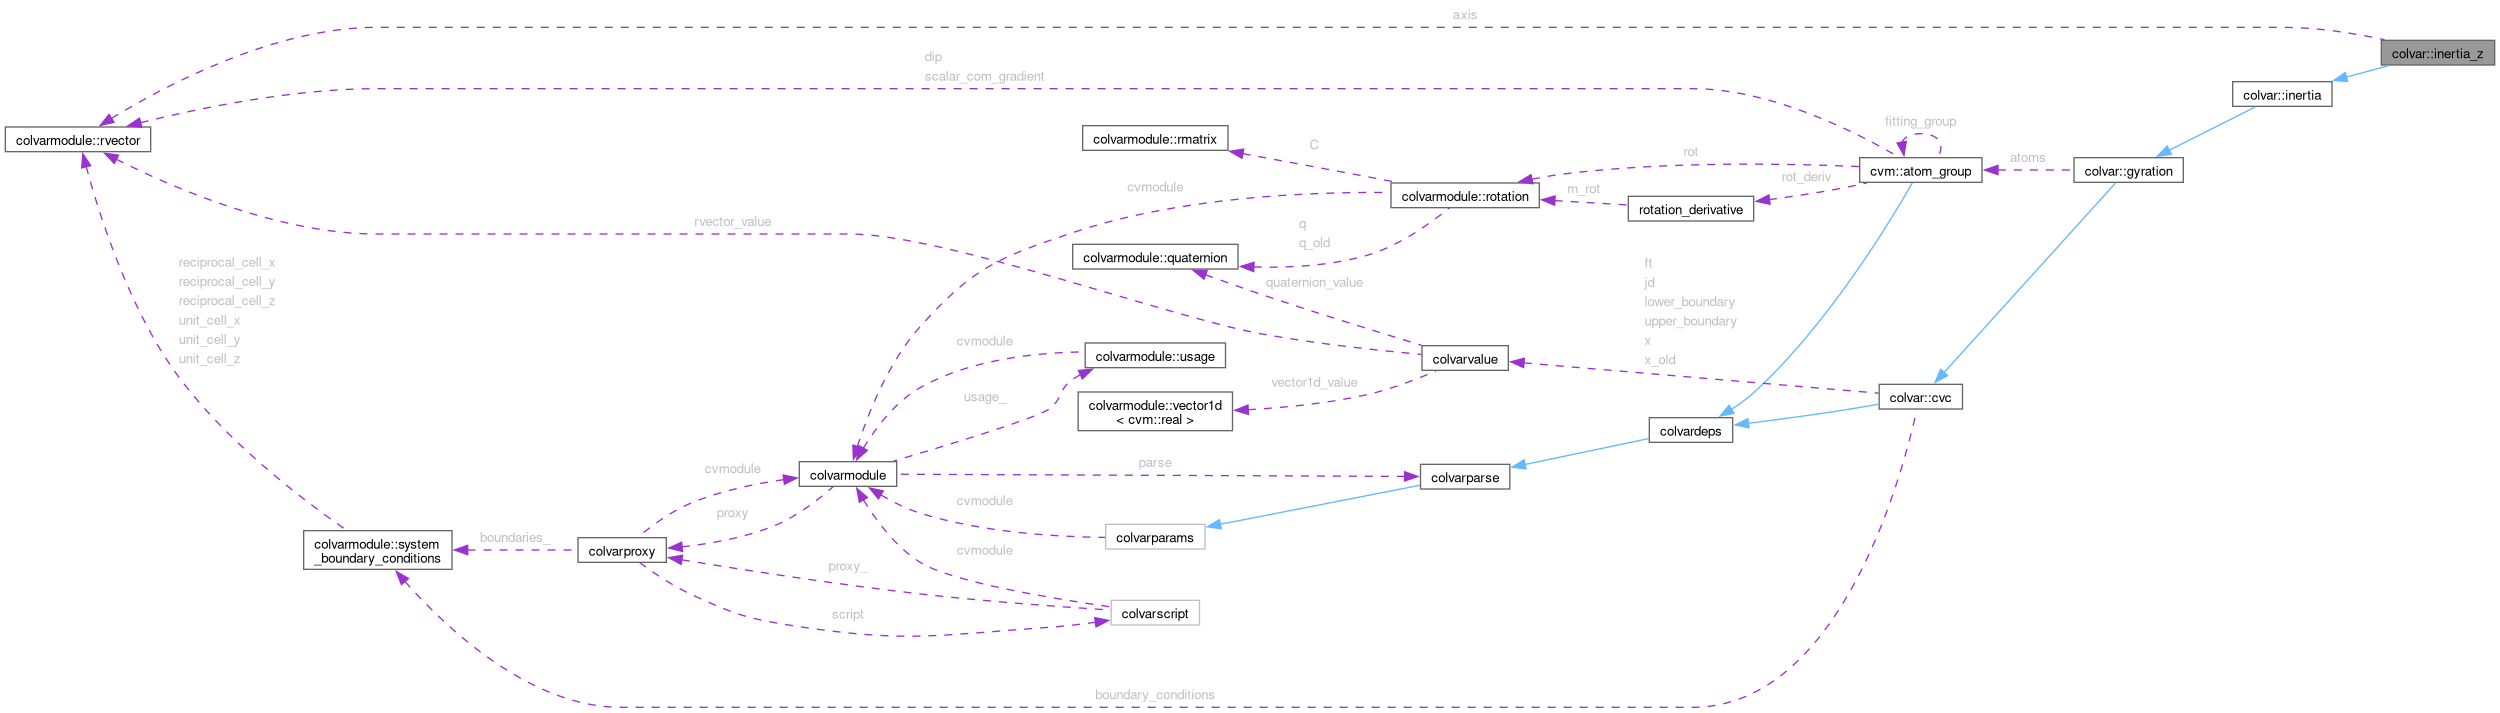 axis
colvar::inertia_z
dip
scalar_com_gradient
colvar::inertia
colvarmodule::rvector
colvarmodule::rmatrix
C
fitting_group
rot
atoms
cvm::atom_group
colvar::gyration
cvmodule
rot_deriv
m_rot
colvarmodule::rotation
rotation_derivative
rvector_value
q
q_old
colvarmodule::quaternion
quaternion_value
reciprocal_cell_x
reciprocal_cell_y
reciprocal_cell_z
unit_cell_x
unit_cell_y
unit_cell_z
ft
jd
lower_boundary
upper_boundary
x
x_old
cvmodule
colvarmodule::usage
colvarvalue
vector1d_value
usage_
colvarmodule::vector1d
< cvm::real >
colvar::cvc
colvardeps
cvmodule
colvarmodule
parse
colvarparse
cvmodule
proxy
colvarparams
boundaries_
colvarmodule::system
_boundary_conditions
colvarproxy
cvmodule
proxy_
script
colvarscript
boundary_conditions